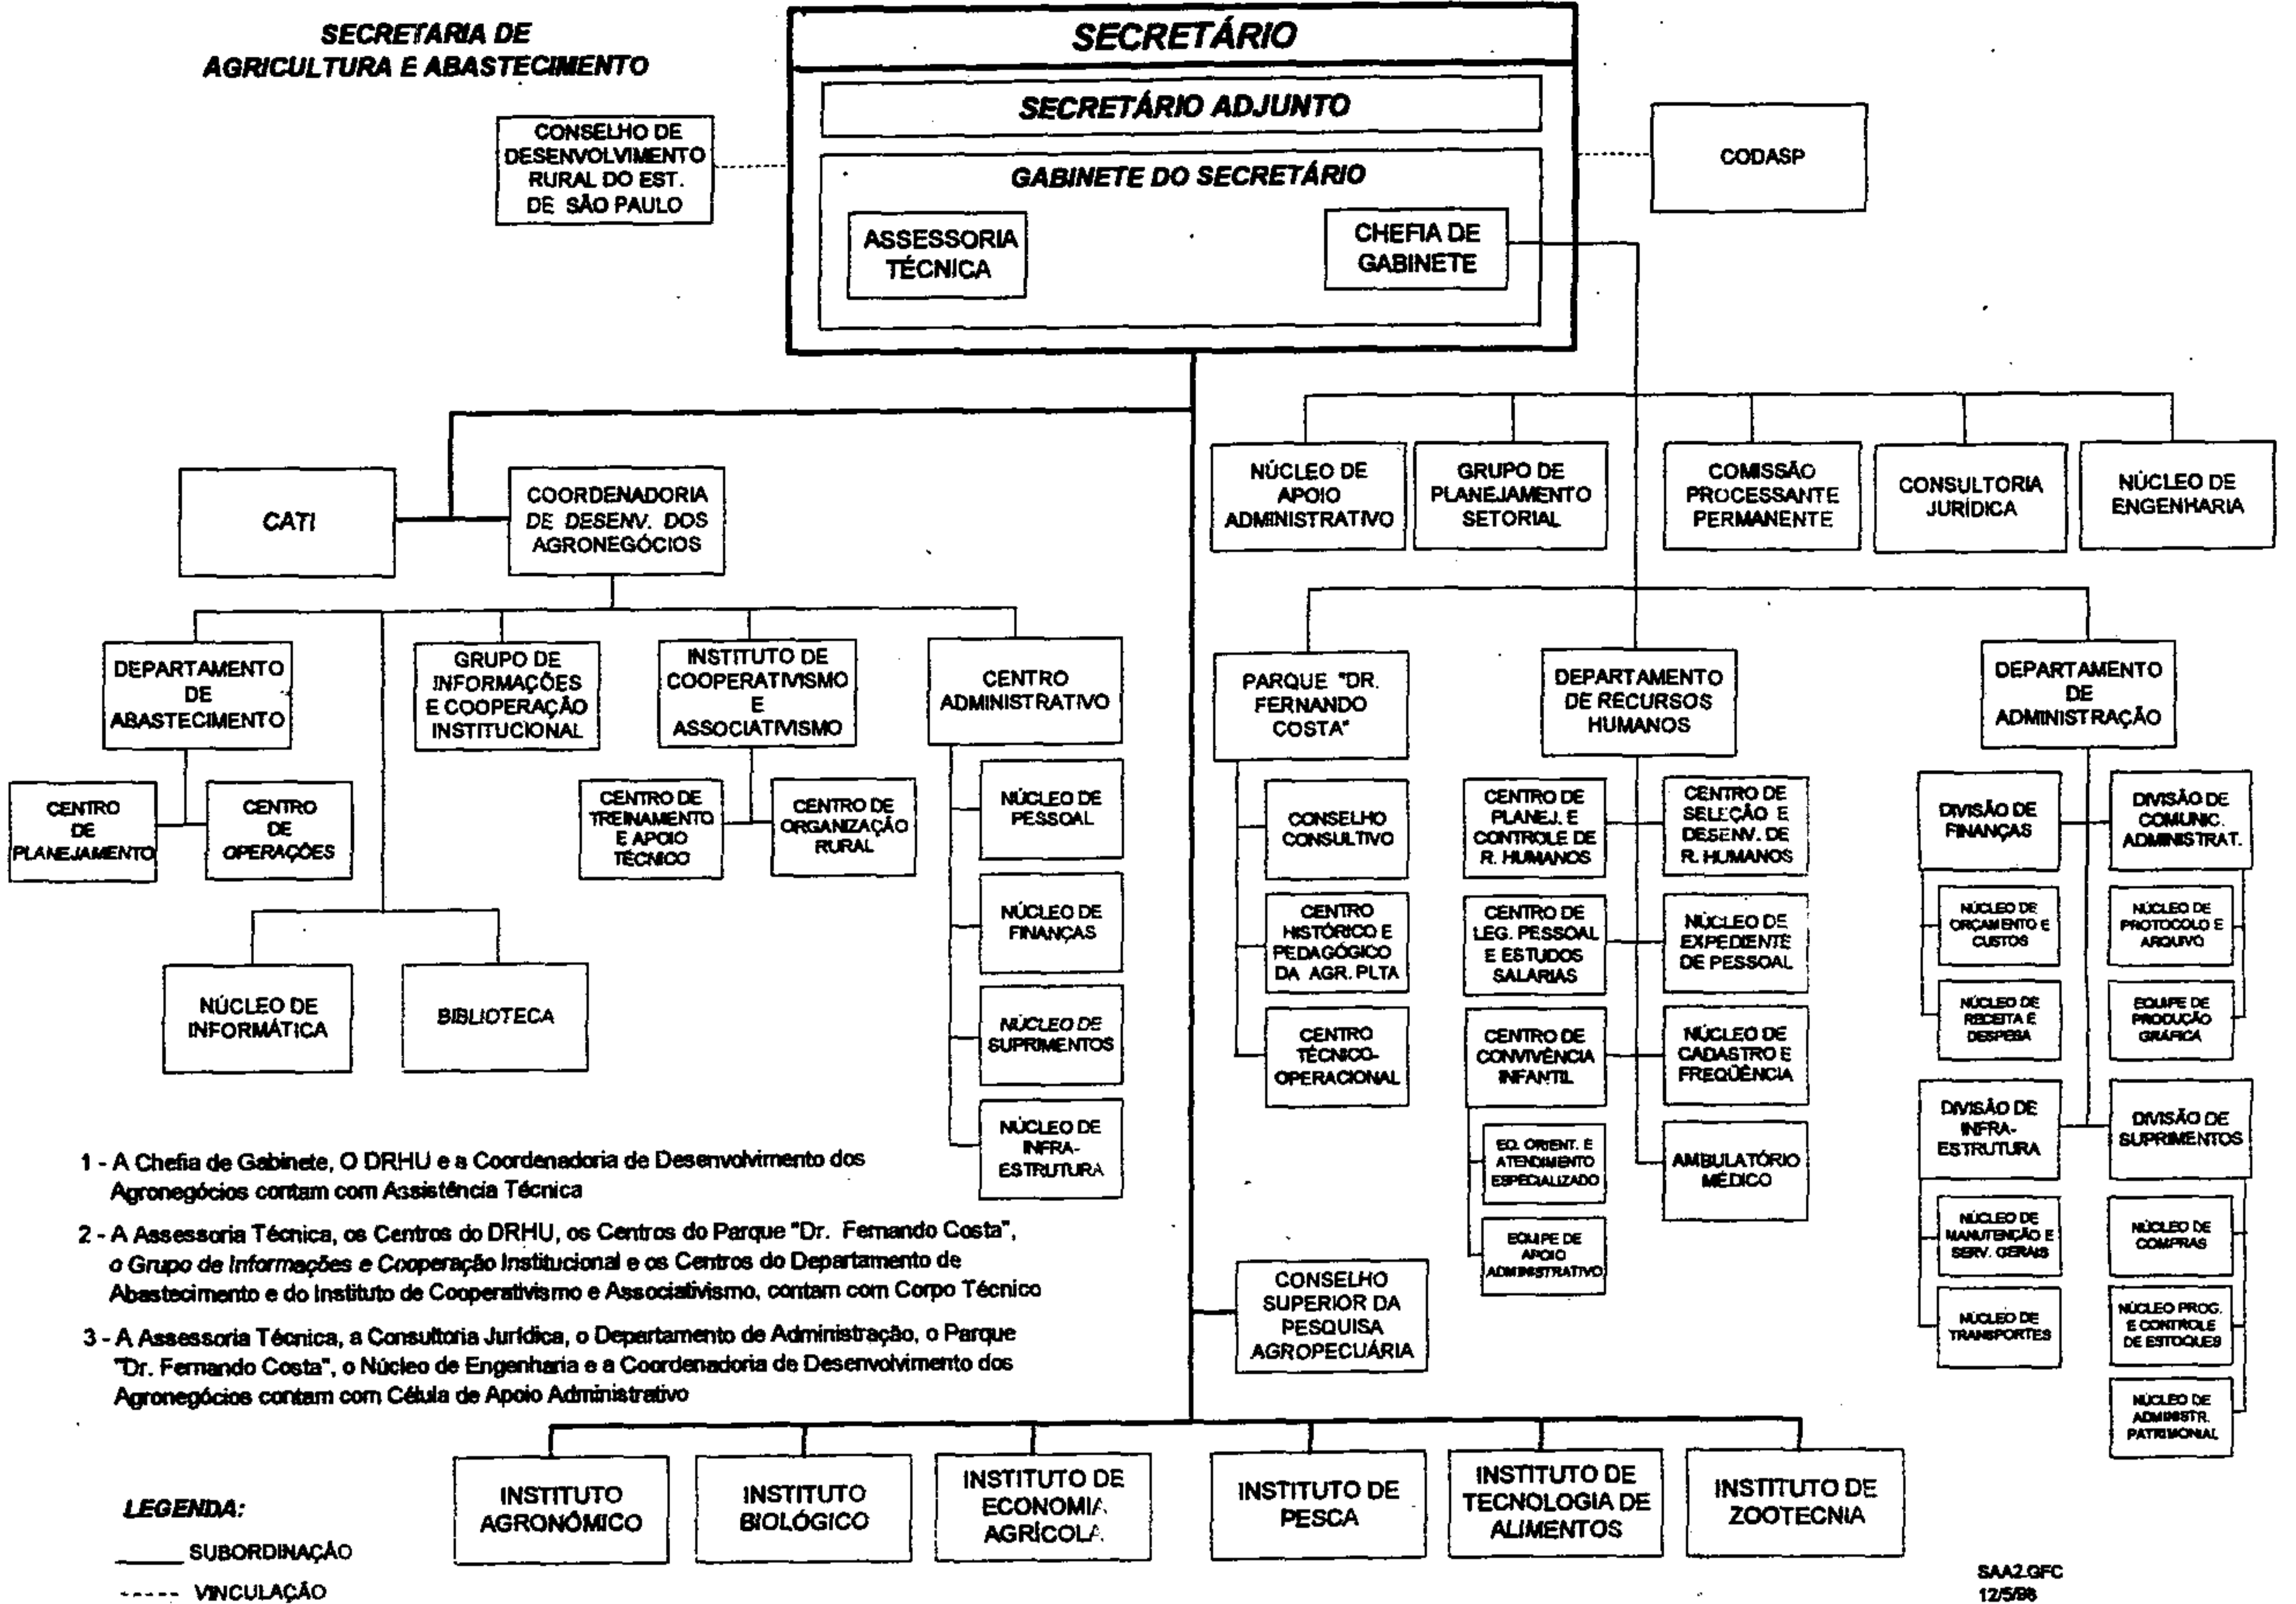 SECRETARIA DE
AGRICULTURA E ABASTECIMENTO
SECRETÁRIO
SECRETÁRIO ADJUNTO
GABINETE DO SECRETÁRIO
ASSESSORIA
TÉCNICA
CHEFIA DE
GABINETE
CONSELHO DE
DESENVOLVIMENTO
RURAL DO EST.
DE SÃO PAULO
CODASP
NÚCLEO DE
APOIO
ADMINISTRATIVO
GRUPO DE
PLANEJAMENTO
SETORIAL
COMISSÃO
PROCESSANTE
PERMANENTE
CONSULTORIA
JURÍDICA
NÚCLEO DE
ENGENHARIA
CATI
COORDENADORIA
DE DESENV. DOS
AGRONEGÓCIOS
DEPARTAMENTO
DE
ABASTECIMENTO
GRUPO DE
INFORMAÇÕES
E COOPERAÇÃO
INSTITUCIONAL
INSTITUTO DE
COOPERATIVISMO
E
ASSOCIATIVISMO
CENTRO
ADMINISTRATIVO
PARQUE "DR.
FERNANDO
COSTA"
DEPARTAMENTO
DE RECURSOS
HUMANOS
DEPARTAMENTO
DE
ADMINISTRAÇÃO
CENTRO
DE
PLANEJAMENTO
CENTRO
DE
OPERAÇÕES
CENTRO DE
TREINAMENTO
E APOIO
TÉCNICO
CENTRO DE
ORGANIZAÇÃO
RURAL
NÚCLEO DE
PESSOAL
NÚCLEO DE
FINANÇAS
NÚCLEO DE
SUPRIMENTOS
NÚCLEO DE
INFRA-
ESTRUTURA
NÚCLEO DE
INFORMÁTICA
BIBLIOTECA
CONSELHO
CONSULTIVO
CENTRO
HISTÓRICO E
PEDAGÓGICO
DA AGR. PLTA
CENTRO
TÉCNICO-
OPERACIONAL
CENTRO DE
PLANEJ. E
CONTROLE DE
R. HUMANOS
CENTRO DE
SELEÇÃO E
DESENV. DE
R. HUMANOS
CENTRO DE
LEG. PESSOAL
E ESTUDOS
SALARIAS
NÚCLEO DE
EXPEDIENTE
DE PESSOAL
CENTRO DE
CONVIVÊNCIA
INFANTIL
NÚCLEO DE
CADASTRO E
FREQÜÊNCIA
EQ. ORIENT. E
ATENDIMENTO
ESPECIALIZADO
EQUIPE DE
APOIO
ADMINISTRATIVO
AMBULATÓRIO
MÉDICO
DIVISÃO DE
FINANÇAS
DIVISÃO DE
COMUNIC.
ADMINISTRAT.
NÚCLEO DE
ORÇAMENTO E
CUSTOS
NÚCLEO DE
PROTOCOLO E
ARQUIVO
NÚCLEO DE
RECEITA E
DESPESA
EQUIPE DE
PRODUÇÃO
GRÁFICA
DIVISÃO DE
INFRA-
ESTRUTURA
DIVISÃO DE
SUPRIMENTOS
NÚCLEO DE
MANUTENÇÃO E
SERV. GERAIS
NÚCLEO DE
COMPRAS
NÚCLEO DE
TRANSPORTES
NÚCLEO PROG.
E CONTROLE
DE ESTOQUES
NÚCLEO DE
ADMINISTR.
PATRIMONIAL
1 - A Chefia de Gabinete, O DRHU e a Coordenadoria de Desenvolvimento dos
Agronegócios contam com Assistência Técnica
2 - A Assessoria Técnica, os Centros do DRHU, os Centros do Parque "Dr. Fernando Costa",
o Grupo de Informações e Cooperação Institucional e os Centros do Departamento de
Abastecimento e do Instituto de Cooperativismo e Associativismo, contam com Corpo Técnico
3 - A Assessoria Técnica, a Consultoria Jurídica, o Departamento de Administração, o Parque
"Dr. Fernando Costa", o Núcleo de Engenharia e a Coordenadoria de Desenvolvimento dos
Agronegócios contam com Célula de Apoio Administrativo
CONSELHO
SUPERIOR DA
PESQUISA
AGROPECUÁRIA
INSTITUTO
AGRONÔMICO
INSTITUTO
BIOLÓGICO
INSTITUTO DE
ECONOMIA
AGRÍCOLA
INSTITUTO DE
PESCA
INSTITUTO DE
TECNOLOGIA DE
ALIMENTOS
INSTITUTO DE
ZOOTECNIA
LEGENDA:
SUBORDINAÇÃO
VINCULAÇÃO
SAA2.GFC
12/5/98